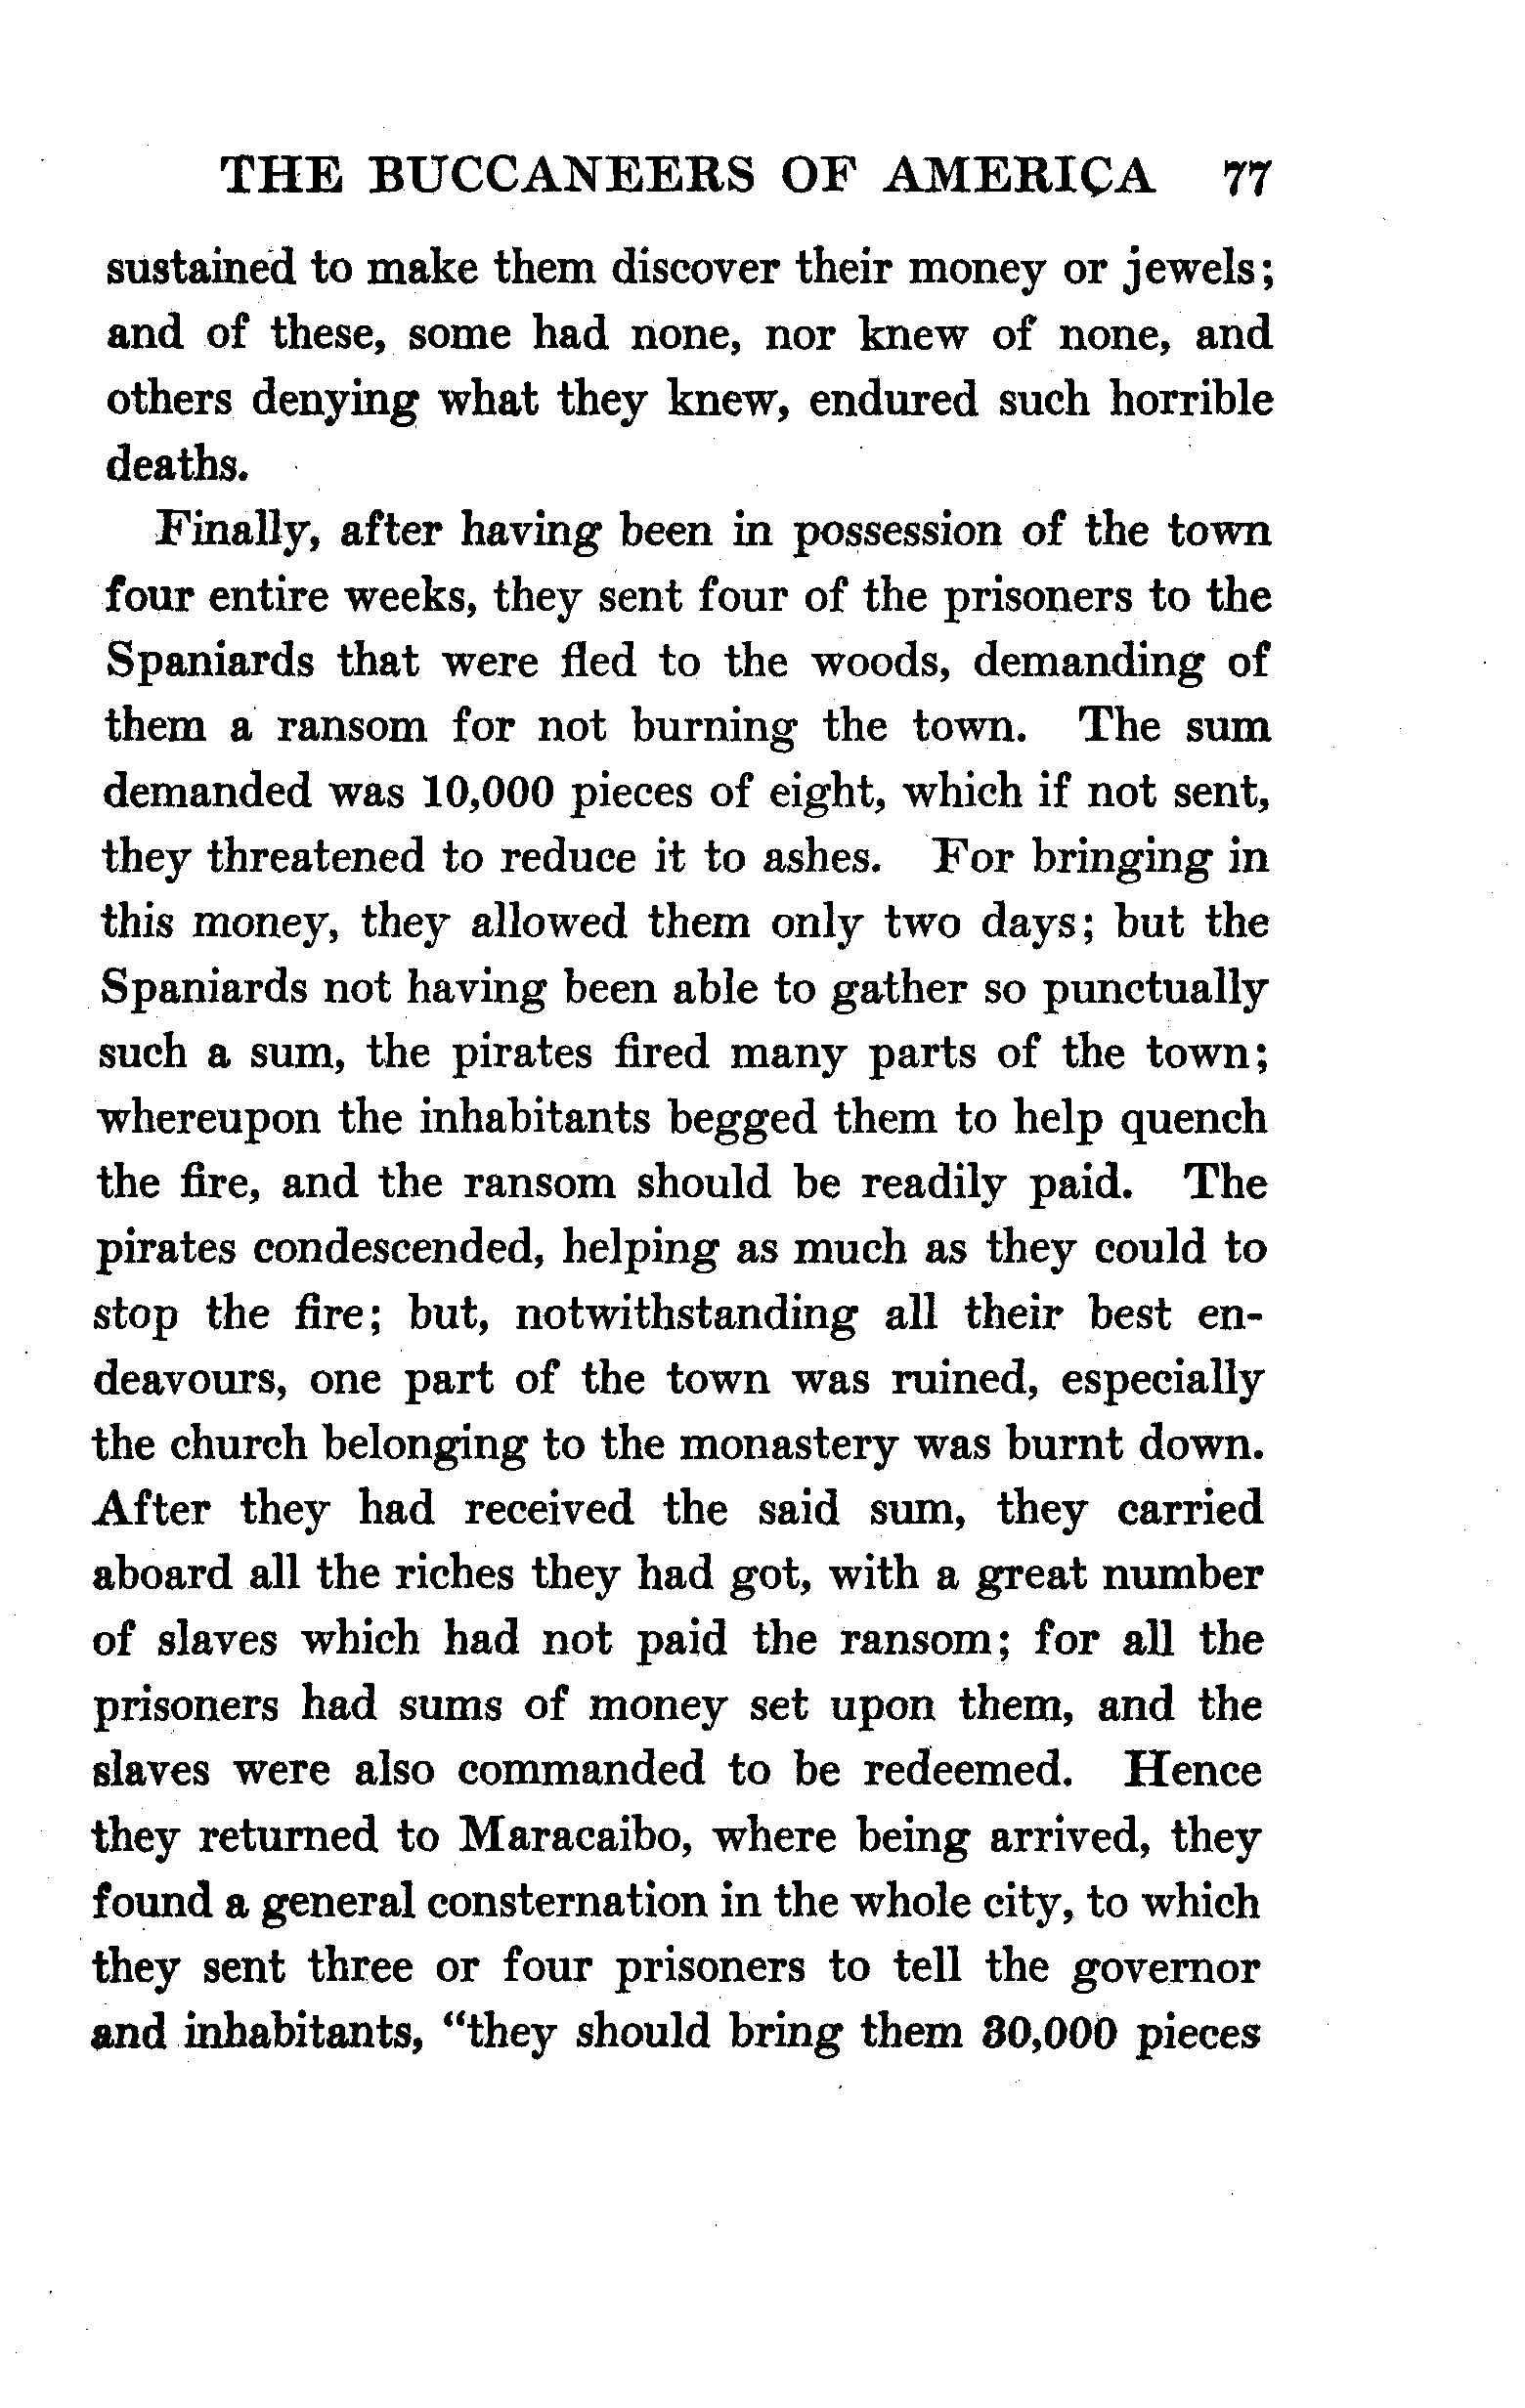 THE BUCCANEERS OF AMERICA 77
sustained to make them discover their money or jewels;
and of these, some had none, nor knew of none, and
others denying what they knew, endured such horrible
deaths.
Finally, after having been in possession of the town
four entire weeks, they sent four of the prisoners to the
Spaniards that were fled to the woods, demanding of
them a ransom for not burning the town. The sum
demanded was 10,000 pieces of eight, which if not sent,
they threatened to reduce it to ashes. For bringing in
this money, they allowed them only two days; but the
Spaniards not having been able to gather so punctually
such a sum, the pirates fired many parts of the town;
whereupon the inhabitants begged them to help quench
the fire, and the ransom should be readily paid. The
pirates condescended, helping as much as they could to
stop the fire; but, notwithstanding all their best en-
deavours, one part of the town was ruined, especially
the church belonging to the monastery was burnt down.
After they had received the said sum, they carried
aboard all the riches they had got, with a great number
of slaves which had not paid the ransom; for all the
prisoners had sums of money set upon them, and the
slaves were also commanded to be redeemed. Hence
they returned to Maracaibo, where being arrived, they
found a general consternation in the whole city, to which
they sent three or four prisoners to tell the governor
and inhabitants, "they should bring them 30,000 pieces